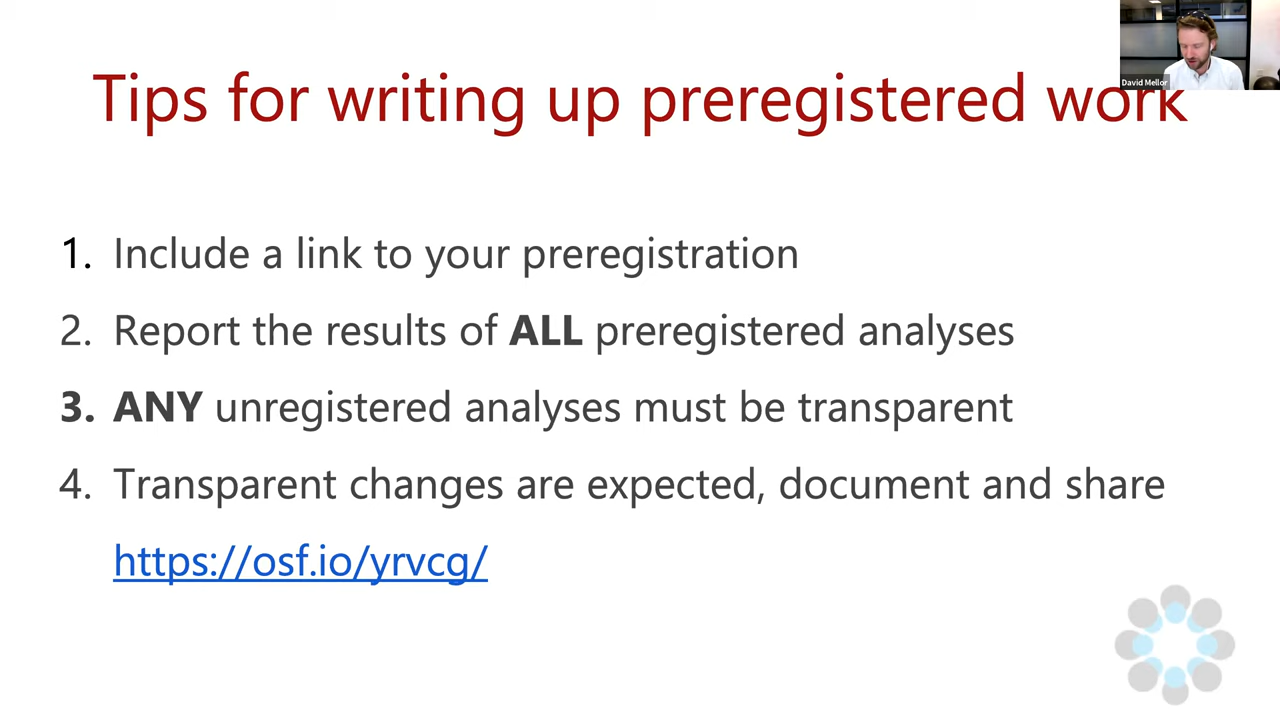 Tips for writing up preregistered work
David Mellor
1. Include a link to your preregistration
2. Report the results of ALL preregistered analyses
3. ANY unregistered analyses must be transparent
4. Transparent changes are expected, document and share
https://osf.io/yrvcg/